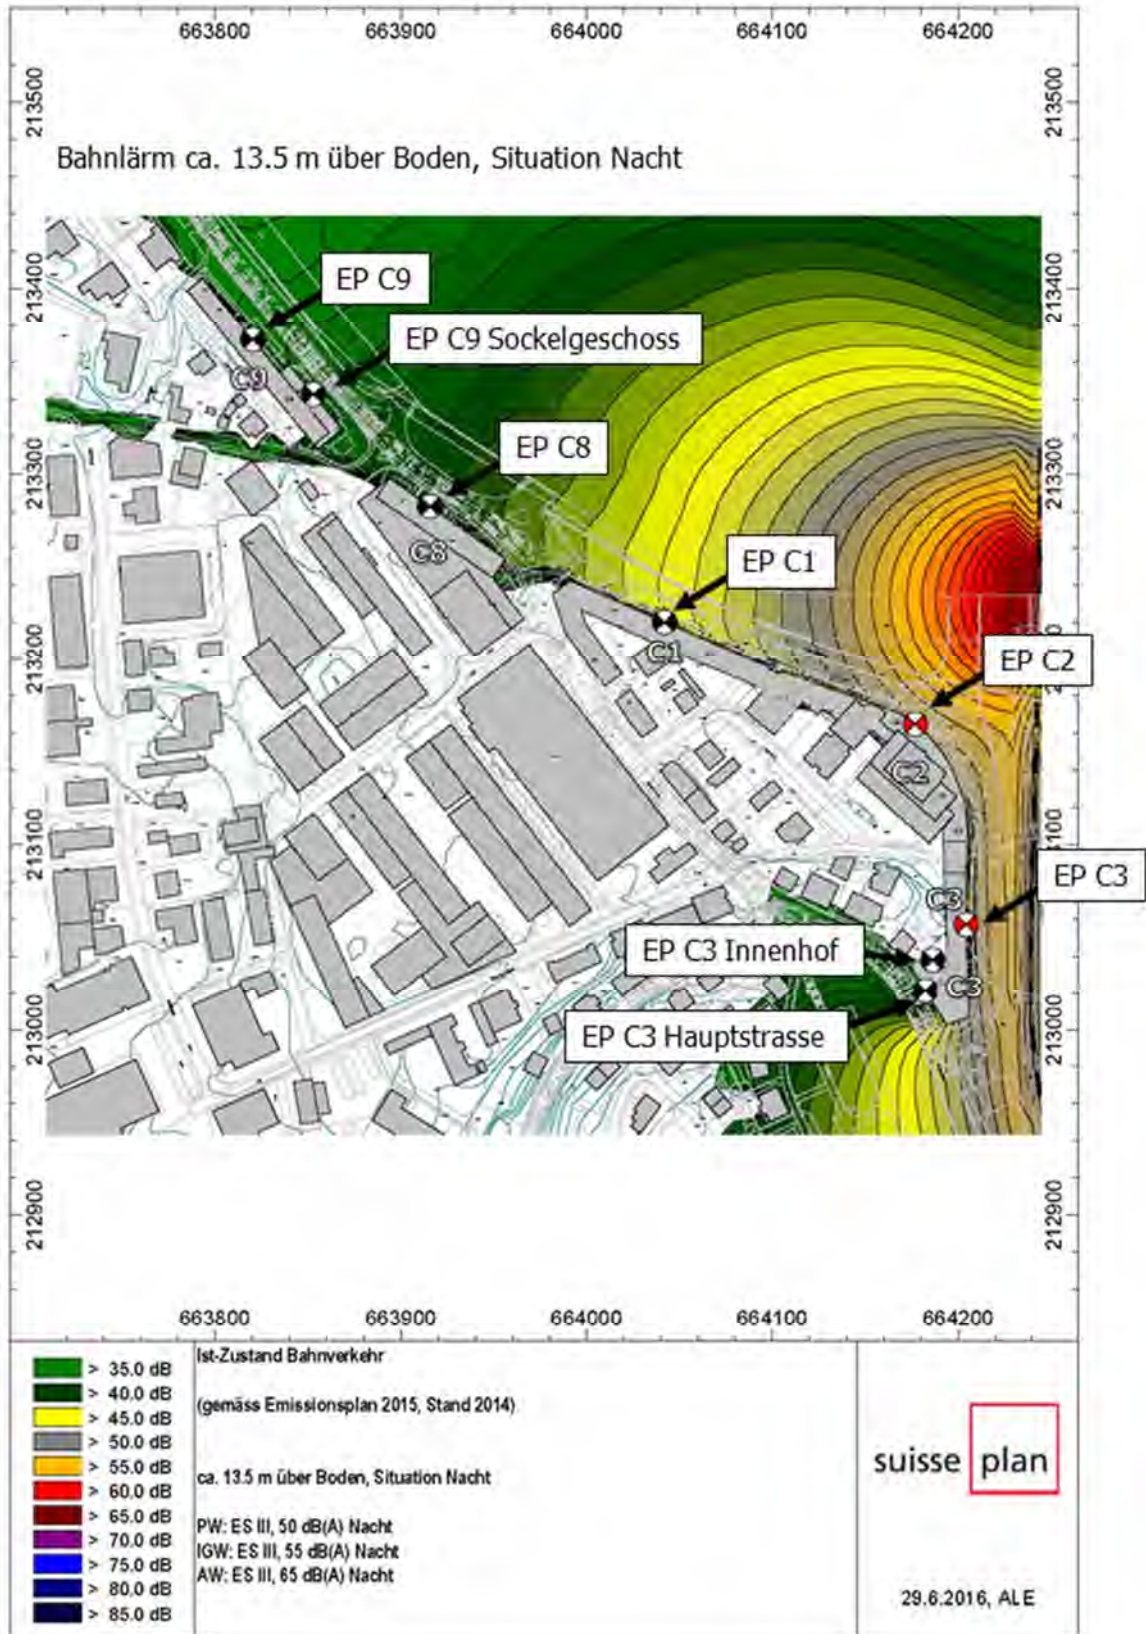 663800 663900 664000 664100 664200
213500 213500
Bahnlärm ca. 13.5 m über Boden, Situation Nacht
213400 213400
EP C9
EP C9 Sockelgeschoss
C9
EP C8
213300 213300
C8
EP C1
213200
C1
EP C2
C2
213100
EP C3
C3
EP C3 Innenhof
C3
EP C3 Hauptstrasse
213000 213000
212900 212900
663800 663900 664000 664100 664200
> 35.0 dB
> 40.0 dB
> 45.0 dB
> 50.0 dB
> 55.0 dB
> 60.0 dB
> 65.0 dB
> 70.0 dB
> 75.0 dB
> 80.0 dB
> 85.0 dB
Ist-Zustand Bahnverkehr
(gemäss Emissionsplan 2015, Stand 2014)
ca. 13.5 m über Boden, Situation Nacht
PW: ES III, 50 dB(A) Nacht
IGW: ES III, 55 dB(A) Nacht
AW: ES III, 65 dB(A) Nacht
suisse plan
29.6.2016, ALE